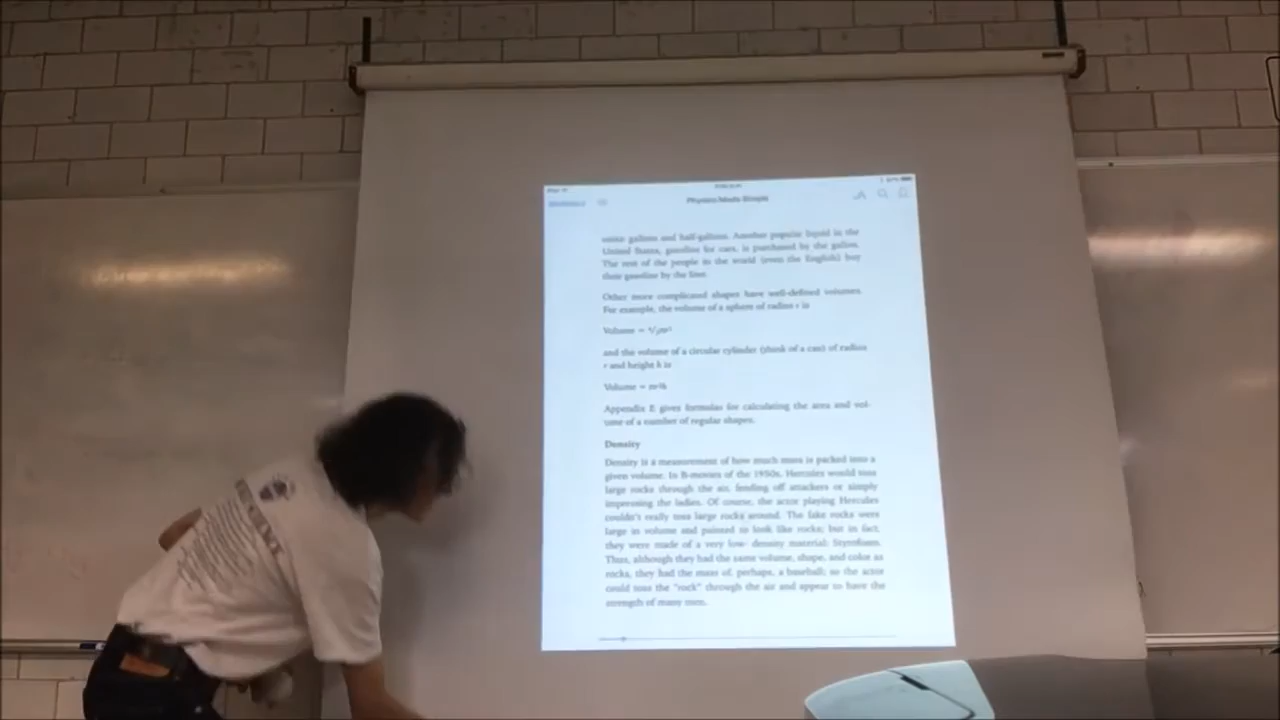 Physics Made Simple
gallons and half-gallons. Another popular liquid in the
United States, gasoline for cars, is purchased by the gallon.
The rest of the people in the world (even the English) buy
their gasoline by the liter.
Other more complicated shapes have well-defined volumes.
For example, the volume of a sphere of radius r is
Volume = ⁴/₃πr³
and the volume of a circular cylinder (think of a can) of radius
r and height h is
Volume = πr²h
Appendix E gives formulas for calculating the area and vol-
ume of a number of regular shapes.
Density
Density is a measurement of how much mass is packed into a
given volume. In B-movies of the 1950s, Hercules would toss
large rocks through the air, fending off attackers or simply
impressing the ladies. Of course, the actor playing Hercules
couldn't really toss large rocks around. The fake rocks were
large in volume and painted to look like rocks; but in fact,
they were made of a very low- density material: Styrofoam.
Thus, although they had the same volume, shape, and color as
rocks, they had the mass of, perhaps, a baseball; so the actor
could toss the "rock" through the air and appear to have the
strength of many men.